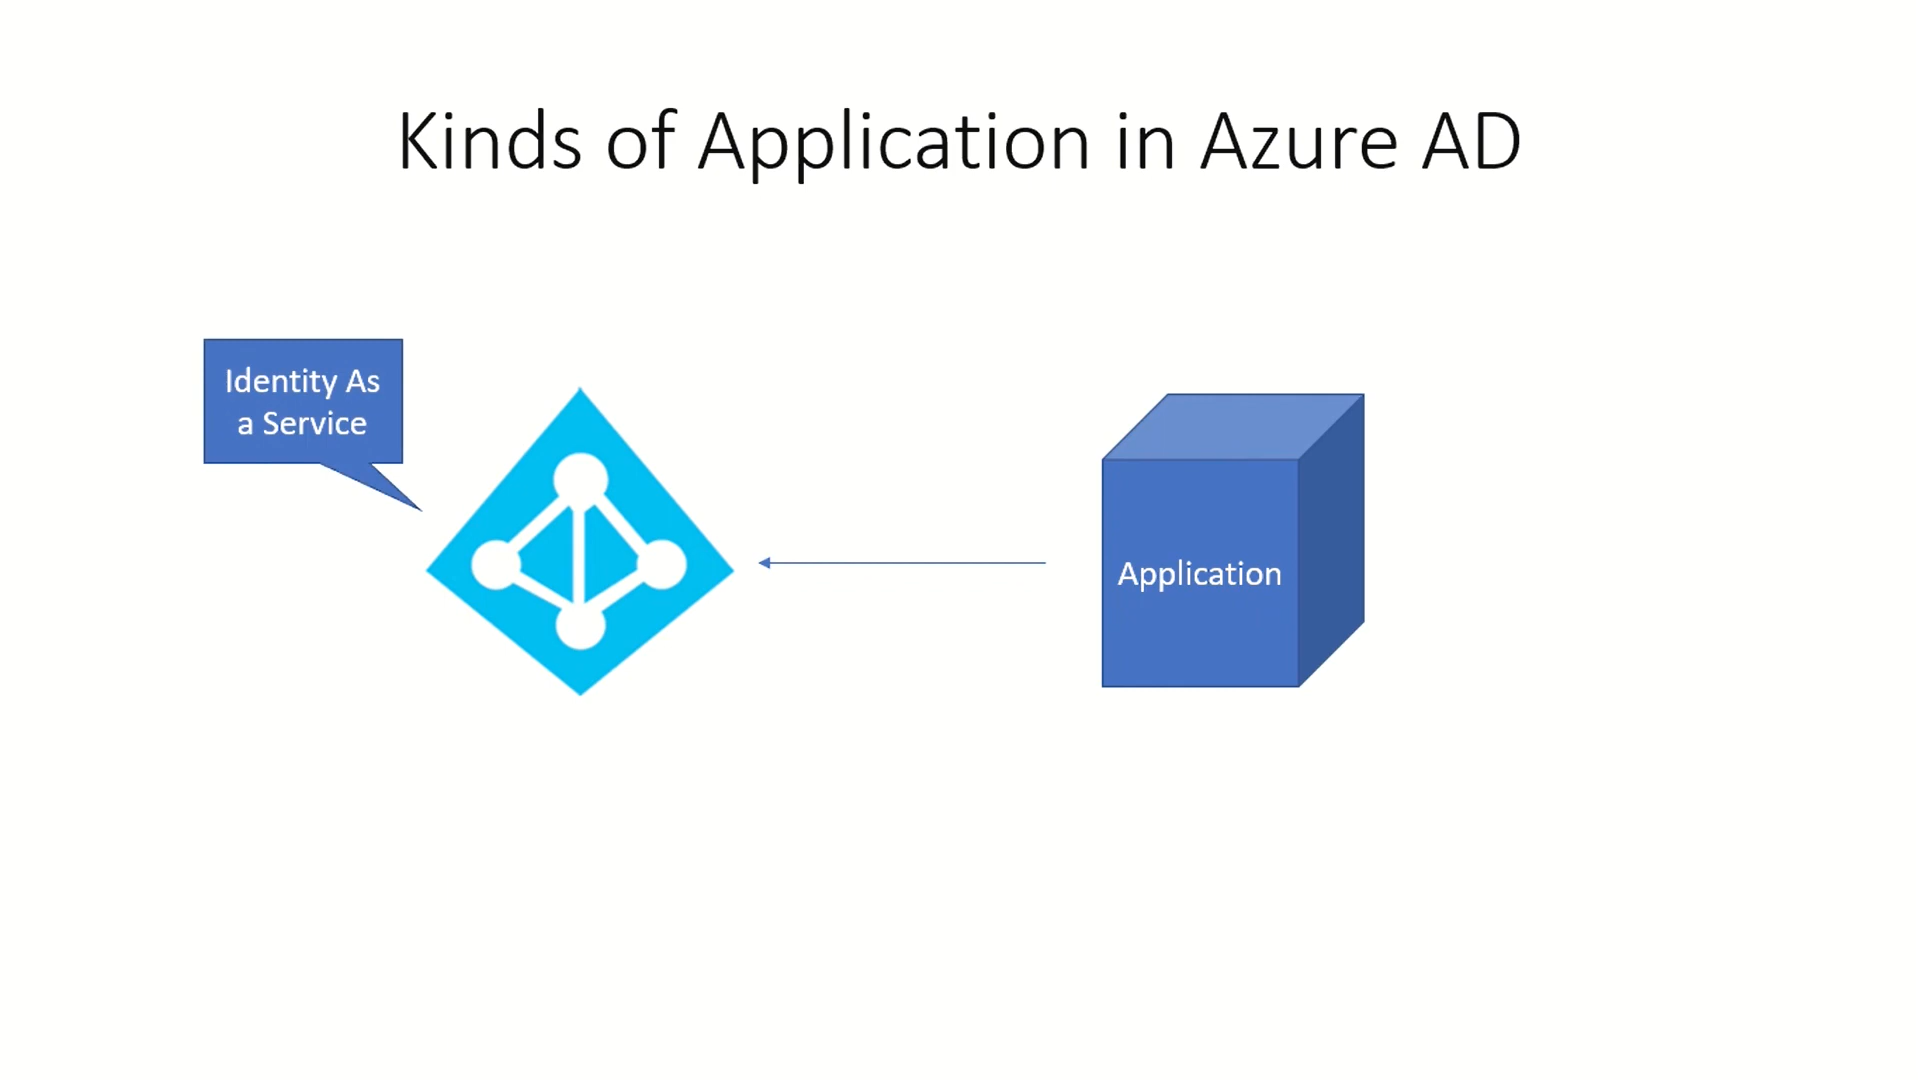 Kinds of Application in Azure AD
Identity As
a Service
Application